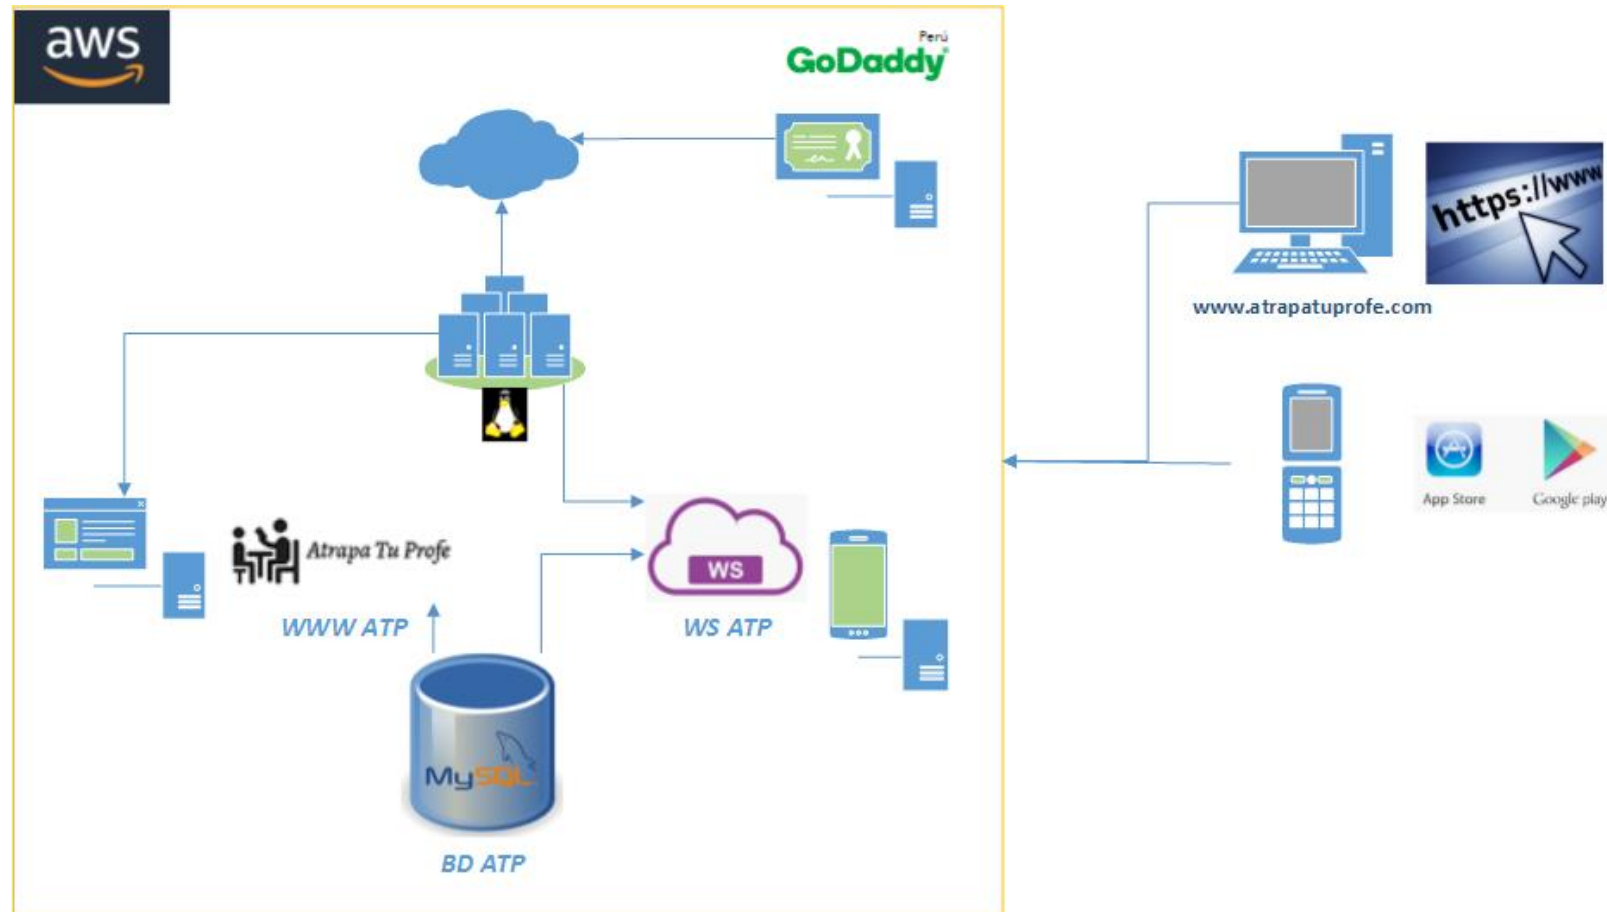 aws
Perú
GoDaddy
https://www
www.atrapatuprofe.com
App Store
Google play
Atrapa Tu Profe
WS
WWW ATP
WS ATP
MySQL
BD ATP